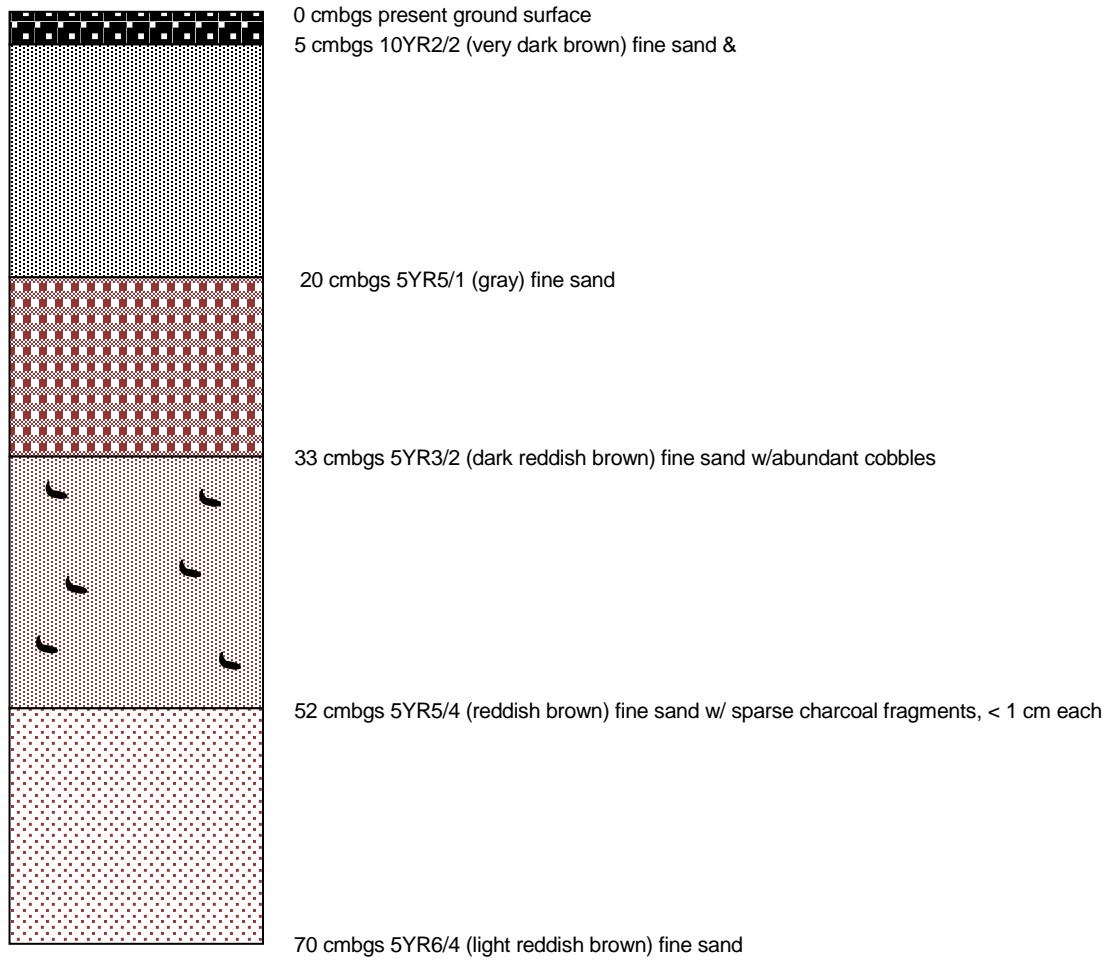 0 cmbgs present ground surface
5 cmbgs 10YR2/2 (very dark brown) fine sand &
20 cmbgs 5YR5/1 (gray) fine sand
33 cmbgs 5YR3/2 (dark reddish brown) fine sand w/abundant cobbles
52 cmbgs 5YR5/4 (reddish brown) fine sand w/ sparse charcoal fragments, < 1 cm each
70 cmbgs 5YR6/4 (light reddish brown) fine sand